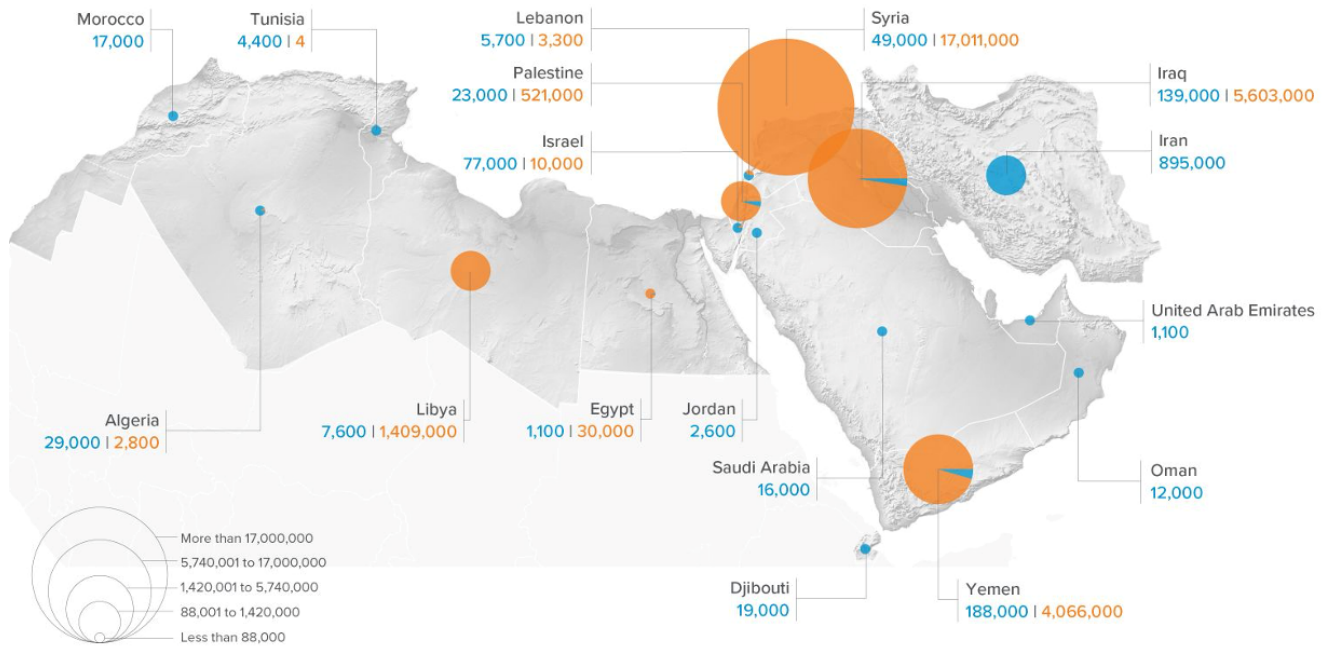 Morocco
17,000
Tunisia
4,400 | 4
Lebanon
5,700 | 3,300
Palestine
23,000 | 521,000
Israel
77,000 | 10,000
Syria
49,000 | 17,011,000
Iraq
139,000 | 5,603,000
Iran
895,000
United Arab Emirates
1,100
Algeria
29,000 | 2,800
Libya
7,600 | 1,409,000
Egypt
1,100 | 30,000
Jordan
2,600
Saudi Arabia
16,000
Oman
12,000
Djibouti
19,000
Yemen
188,000 | 4,066,000
More than 17,000,000
5,740,001 to 17,000,000
1,420,001 to 5,740,000
88,001 to 1,420,000
Less than 88,000